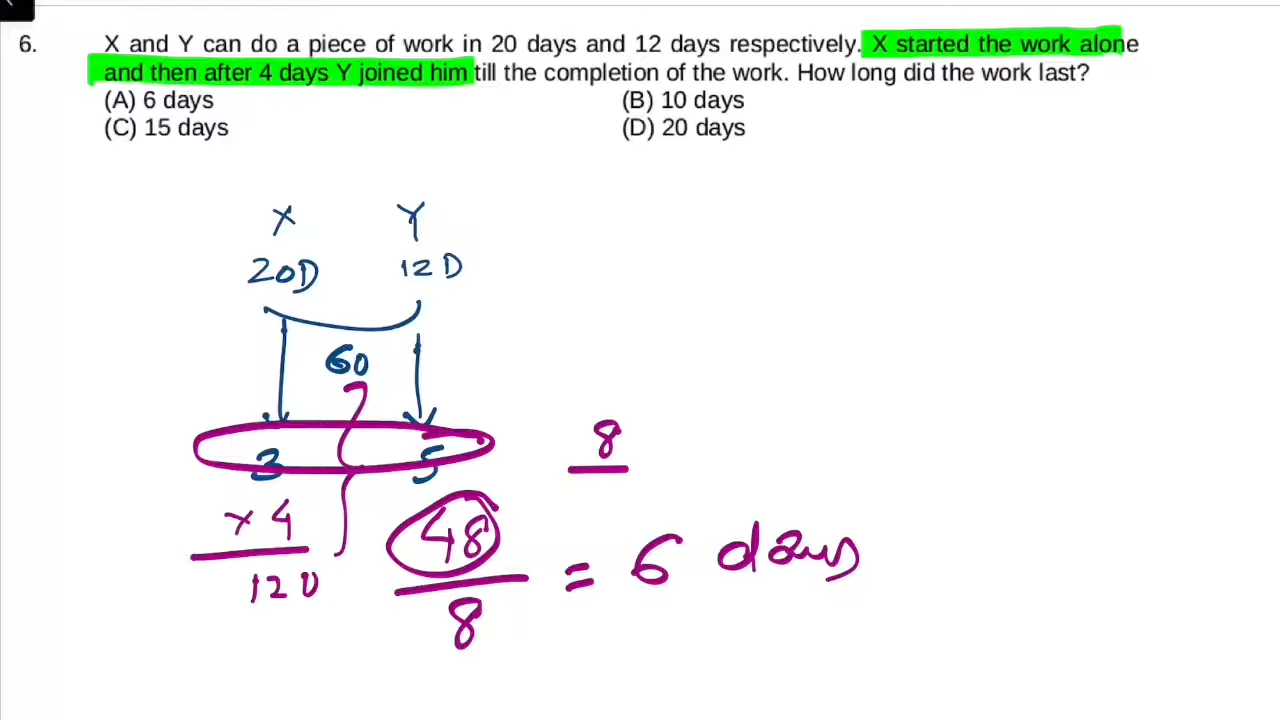 6. X and Y can do a piece of work in 20 days and 12 days respectively. X started the work alone
and then after 4 days Y joined him till the completion of the work. How long did the work last?
(A) 6 days (B) 10 days
(C) 15 days (D) 20 days
X Y
20D 12D
60
3 5 8
x 4
12U
48
8
= 6 days